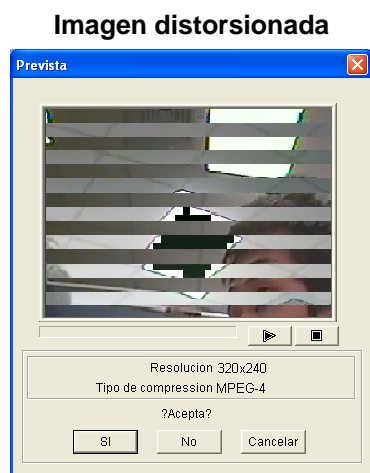 Imagen distorsionada
Prevista
Resolucion 320x240
Tipo de compression MPEG-4
?Acepta?
SI No Cancelar